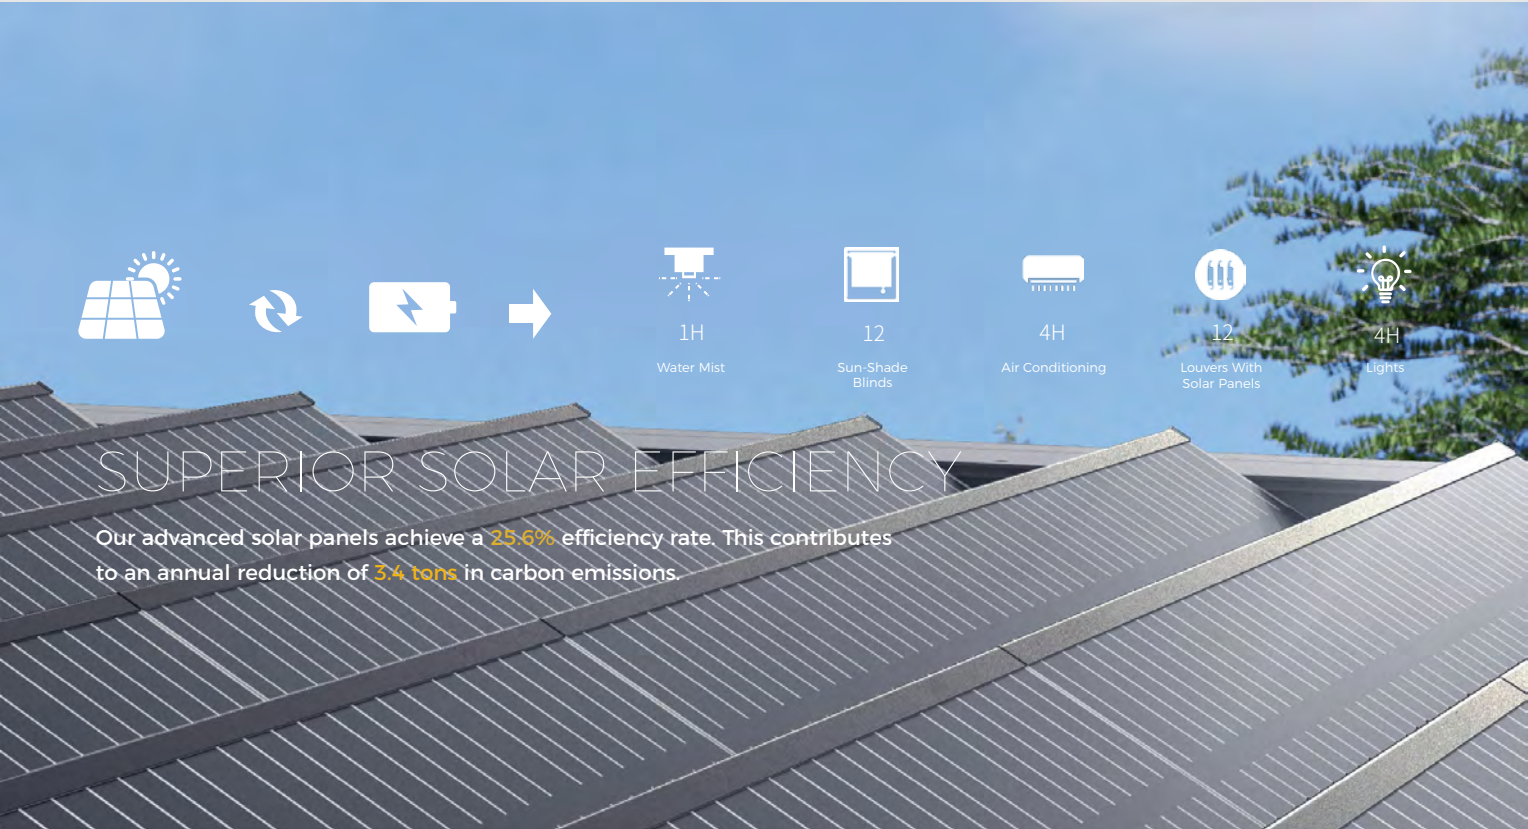 1H
Water Mist
12
Sun-Shade
Blinds
4H
Air Conditioning
12
Louvers With
Solar Panels
4H
Lights
SUPERIOR SOLAR EFFICIENCY
Our advanced solar panels achieve a 25.6% efficiency rate. This contributes
to an annual reduction of 3.4 tons in carbon emissions.